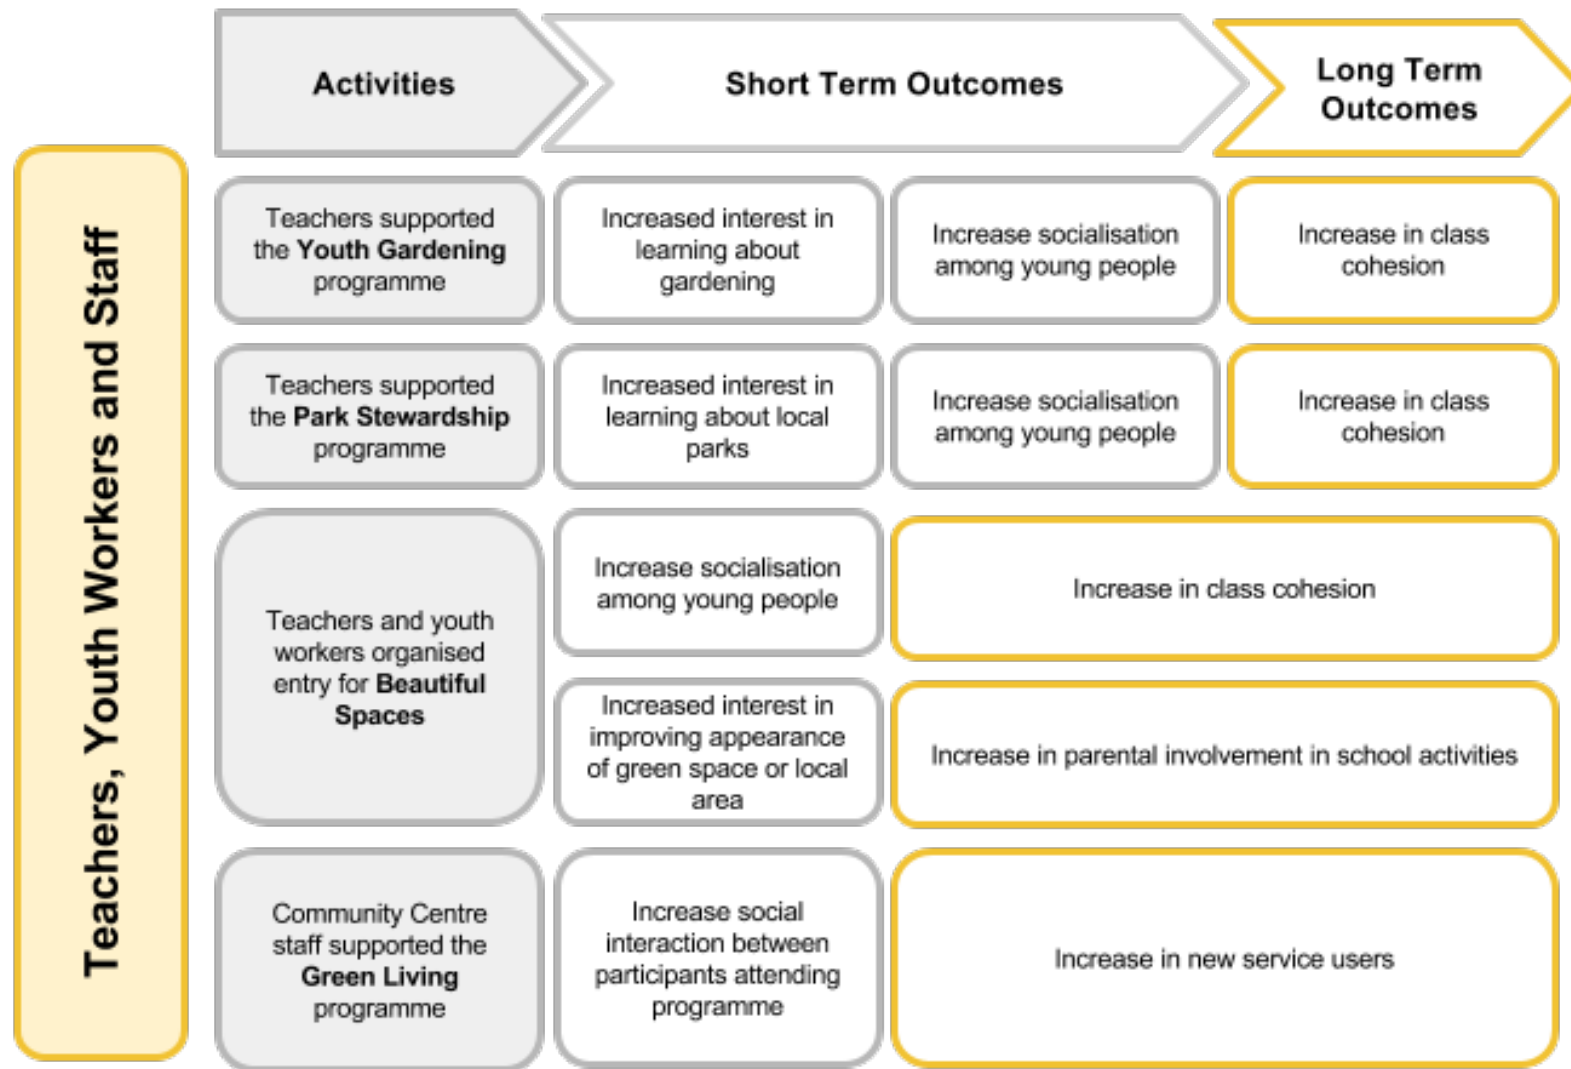 Activities
Short Term Outcomes
Long Term
Outcomes
Teachers, Youth Workers and Staff
Teachers supported
the Youth Gardening
programme
Increased interest in
learning about
gardening
Increase socialisation
among young people
Increase in class
cohesion
Teachers supported
the Park Stewardship
programme
Increased interest in
learning about local
parks
Increase socialisation
among young people
Increase in class
cohesion
Teachers and youth
workers organised
entry for Beautiful
Spaces
Increase socialisation
among young people
Increase in class cohesion
Increased interest in
improving appearance
of green space or local
area
Increase in parental involvement in school activities
Community Centre
staff supported the
Green Living
programme
Increase social
interaction between
participants attending
programme
Increase in new service users